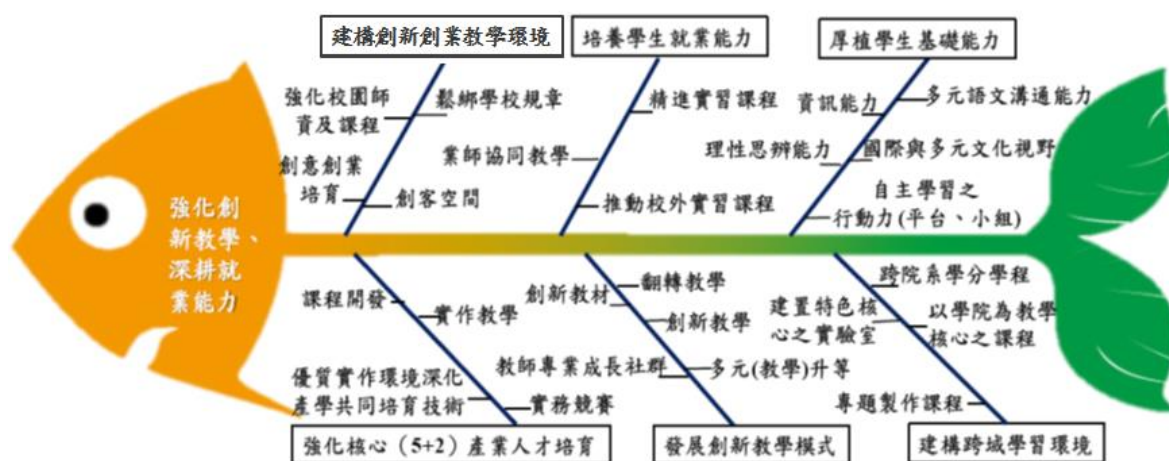 建構創新創業教學環境
強化校園師
資及課程
鬆綁學校規章
創意創業
培育
創客空間
培養學生就業能力
精進實習課程
業師協同教學
推動校外實習課程
厚植學生基礎能力
資訊能力
多元語文溝通能力
理性思辨能力
國際與多元文化視野
自主學習之
行動力(平台、小組)
強化創
新教學、
深耕就
業能力
課程開發
實作教學
優質實作環境深化
產學共同培育技術
實務競賽
強化核心（5+2）產業人才培育
創新教材
翻轉教學
創新教學
教師專業成長社群
多元(教學)升等
發展創新教學模式
跨院系學分學程
建置特色核
心之實驗室
以學院為教學
核心之課程
專題製作課程
建構跨域學習環境